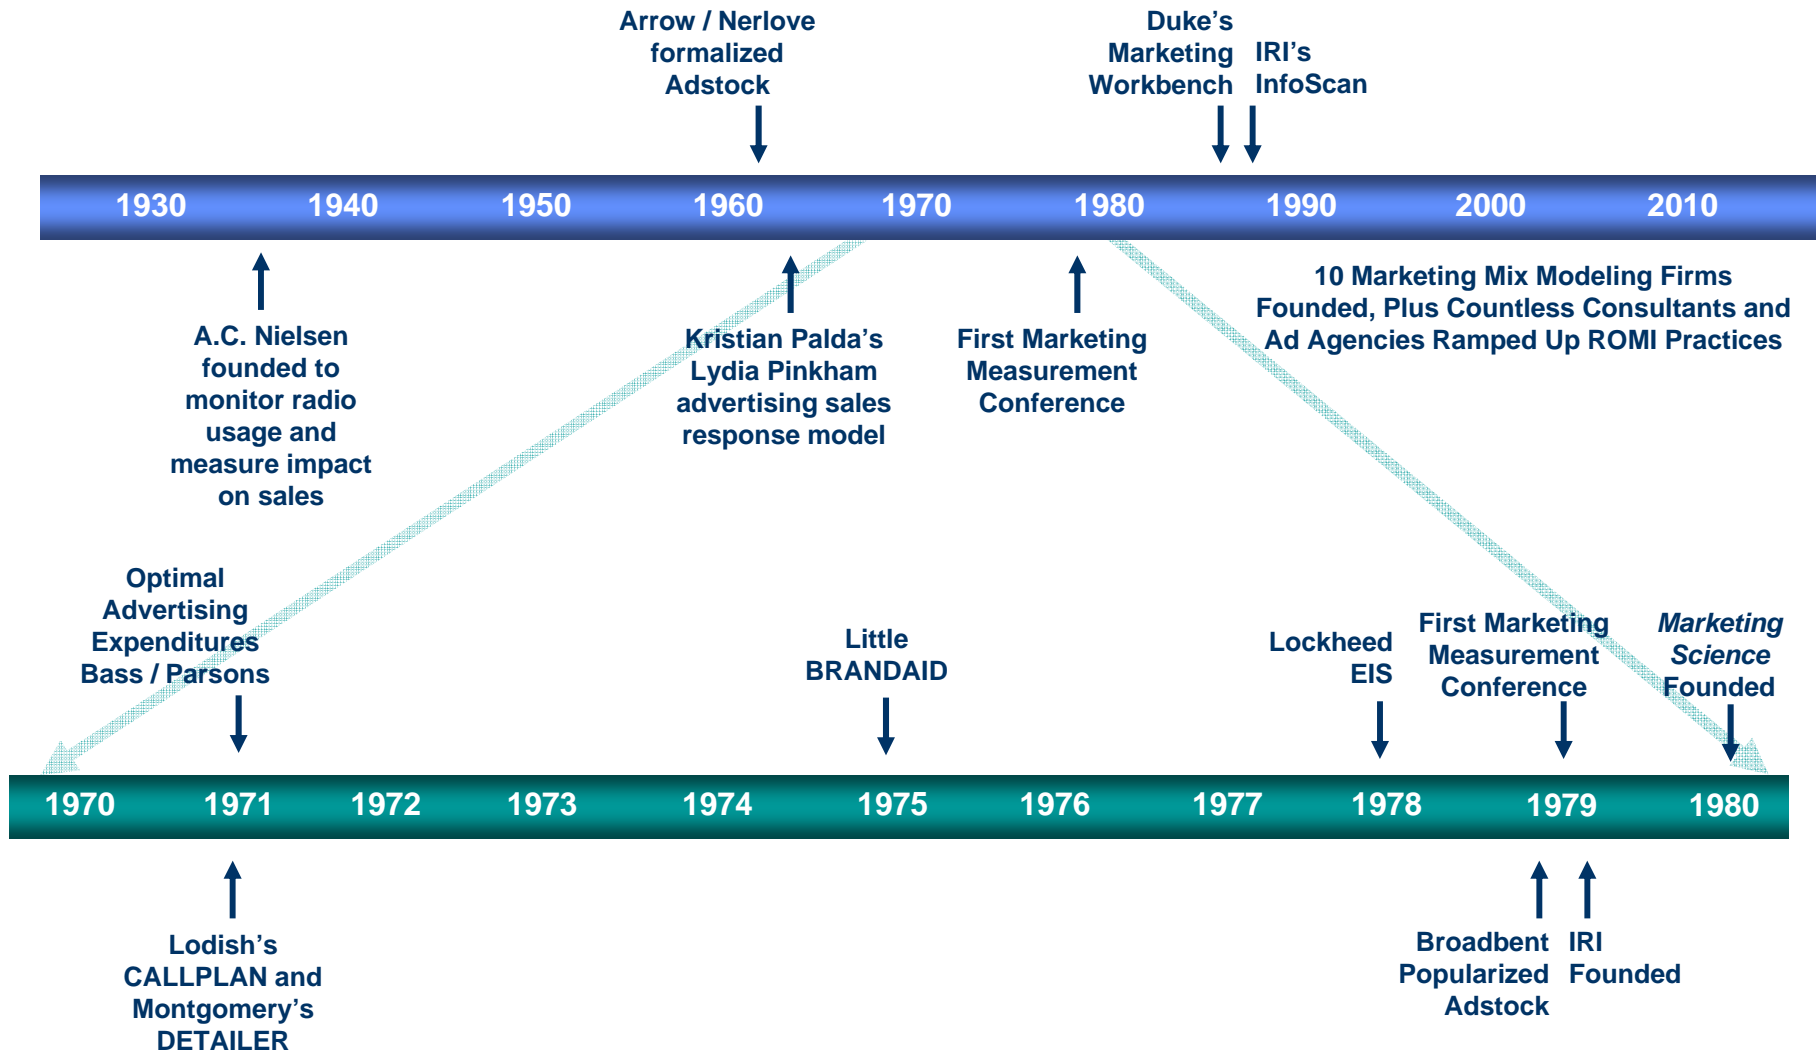 Arrow / Nerlove
formalized
Adstock
Duke’s
Marketing
Workbench
IRI’s
InfoScan
1930 1940 1950 1960 1970 1980 1990 2000 2010
A.C. Nielsen
founded to
monitor radio
usage and
measure impact
on sales
Kristian Palda’s
Lydia Pinkham
advertising sales
response model
First Marketing
Measurement
Conference
10 Marketing Mix Modeling Firms
Founded, Plus Countless Consultants and
Ad Agencies Ramped Up ROMI Practices
Optimal
Advertising
Expenditures
Bass / Parsons
Little
BRANDAID
Lockheed
EIS
First Marketing
Measurement
Conference
Marketing
Science
Founded
1970 1971 1972 1973 1974 1975 1976 1977 1978 1979 1980
Lodish’s
CALLPLAN and
Montgomery’s
DETAILER
Broadbent
Popularized
Adstock
IRI
Founded